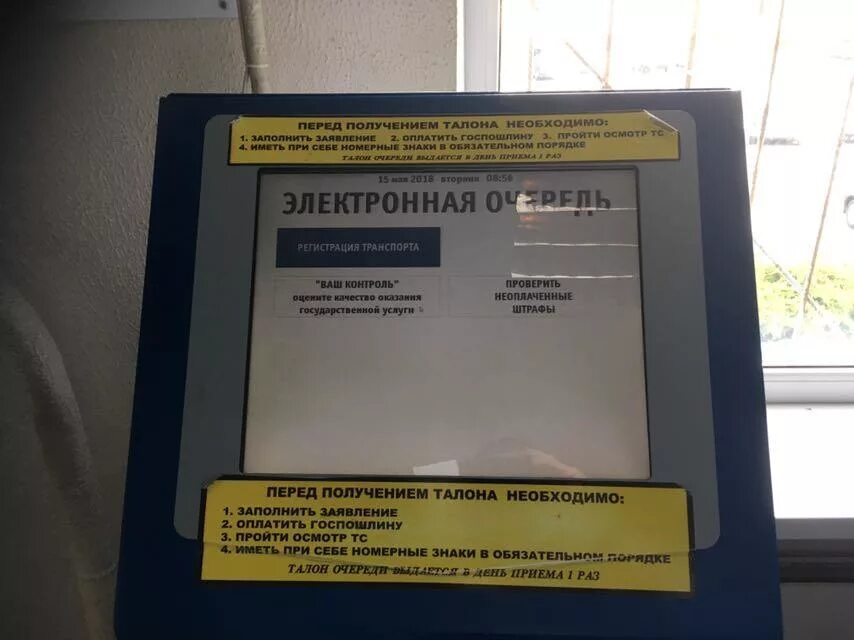 ПЕРЕД ПОЛУЧЕНИЕМ ТАЛОНА НЕОБХОДИМО:
1. ЗАПОЛНИТЬ ЗАЯВЛЕНИЕ 2. ОПЛАТИТЬ ГОСПОШЛИНУ 3. ПРОЙТИ ОСМОТР ТС
4. ИМЕТЬ ПРИ СЕБЕ НОМЕРНЫЕ ЗНАКИ В ОБЯЗАТЕЛЬНОМ ПОРЯДКЕ
ТАЛОН ОЧЕРЕДИ ВЫДАЕТСЯ В ДЕНЬ ПРИЕМА 1 РАЗ
15 мая 2018 вторник 08:56
ЭЛЕКТРОННАЯ ОЧЕРЕДЬ
РЕГИСТРАЦИЯ ТРАНСПОРТА
"ВАШ КОНТРОЛЬ"
оцените качество оказания
государственной услуги
ПРОВЕРИТЬ
НЕОПЛАЧЕННЫЕ
ШТРАФЫ
ПЕРЕД ПОЛУЧЕНИЕМ ТАЛОНА НЕОБХОДИМО:
1. ЗАПОЛНИТЬ ЗАЯВЛЕНИЕ
2. ОПЛАТИТЬ ГОСПОШЛИНУ
3. ПРОЙТИ ОСМОТР ТС
4. ИМЕТЬ ПРИ СЕБЕ НОМЕРНЫЕ ЗНАКИ В ОБЯЗАТЕЛЬНОМ ПОРЯДКЕ
ТАЛОН ОЧЕРЕДИ ВЫДАЕТСЯ В ДЕНЬ ПРИЕМА 1 РАЗ